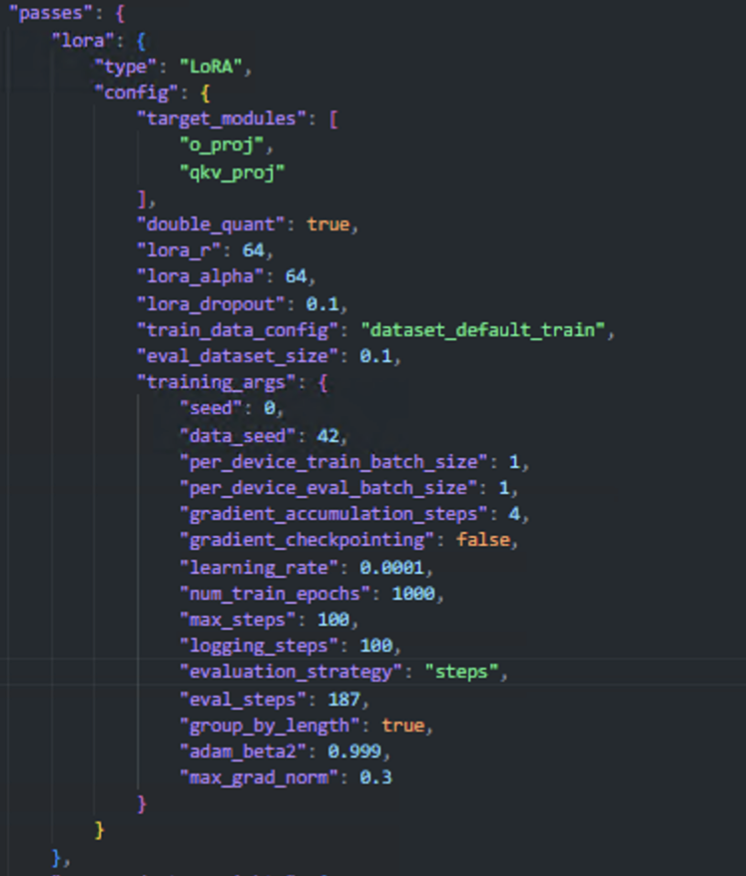 "passes": {
"lora": {
"type": "LoRA",
"config": {
"target_modules": [
"o_proj",
"qkv_proj"
],
"double_quant": true,
"lora_r": 64,
"lora_alpha": 64,
"lora_dropout": 0.1,
"train_data_config": "dataset_default_train",
"eval_dataset_size": 0.1,
"training_args": {
"seed": 0,
"data_seed": 42,
"per_device_train_batch_size": 1,
"per_device_eval_batch_size": 1,
"gradient_accumulation_steps": 4,
"gradient_checkpointing": false,
"learning_rate": 0.0001,
"num_train_epochs": 1000,
"max_steps": 100,
"logging_steps": 100,
"evaluation_strategy": "steps",
"eval_steps": 187,
"group_by_length": true,
"adam_beta2": 0.999,
"max_grad_norm": 0.3
}
}
},